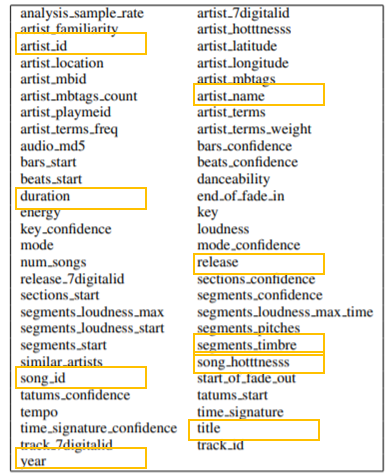 analysis_sample_rate artist_7digitalid
artist_familiarity artist_hotttnesss
artist_id artist_latitude
artist_location artist_longitude
artist_mbid artist_mbtags
artist_mbtags_count artist_name
artist_playmeid artist_terms
artist_terms_freq artist_terms_weight
audio_md5 bars_confidence
bars_start beats_confidence
beats_start danceability
duration end_of_fade_in
energy key
key_confidence loudness
mode mode_confidence
num_songs release
release_7digitalid sections_confidence
sections_start segments_confidence
segments_loudness_max segments_loudness_max_time
segments_loudness_start segments_pitches
segments_start segments_timbre
similar_artists song_hotttnesss
song_id start_of_fade_out
tatums_confidence tatums_start
tempo time_signature
time_signature_confidence title
track_7digitalid track_id
year